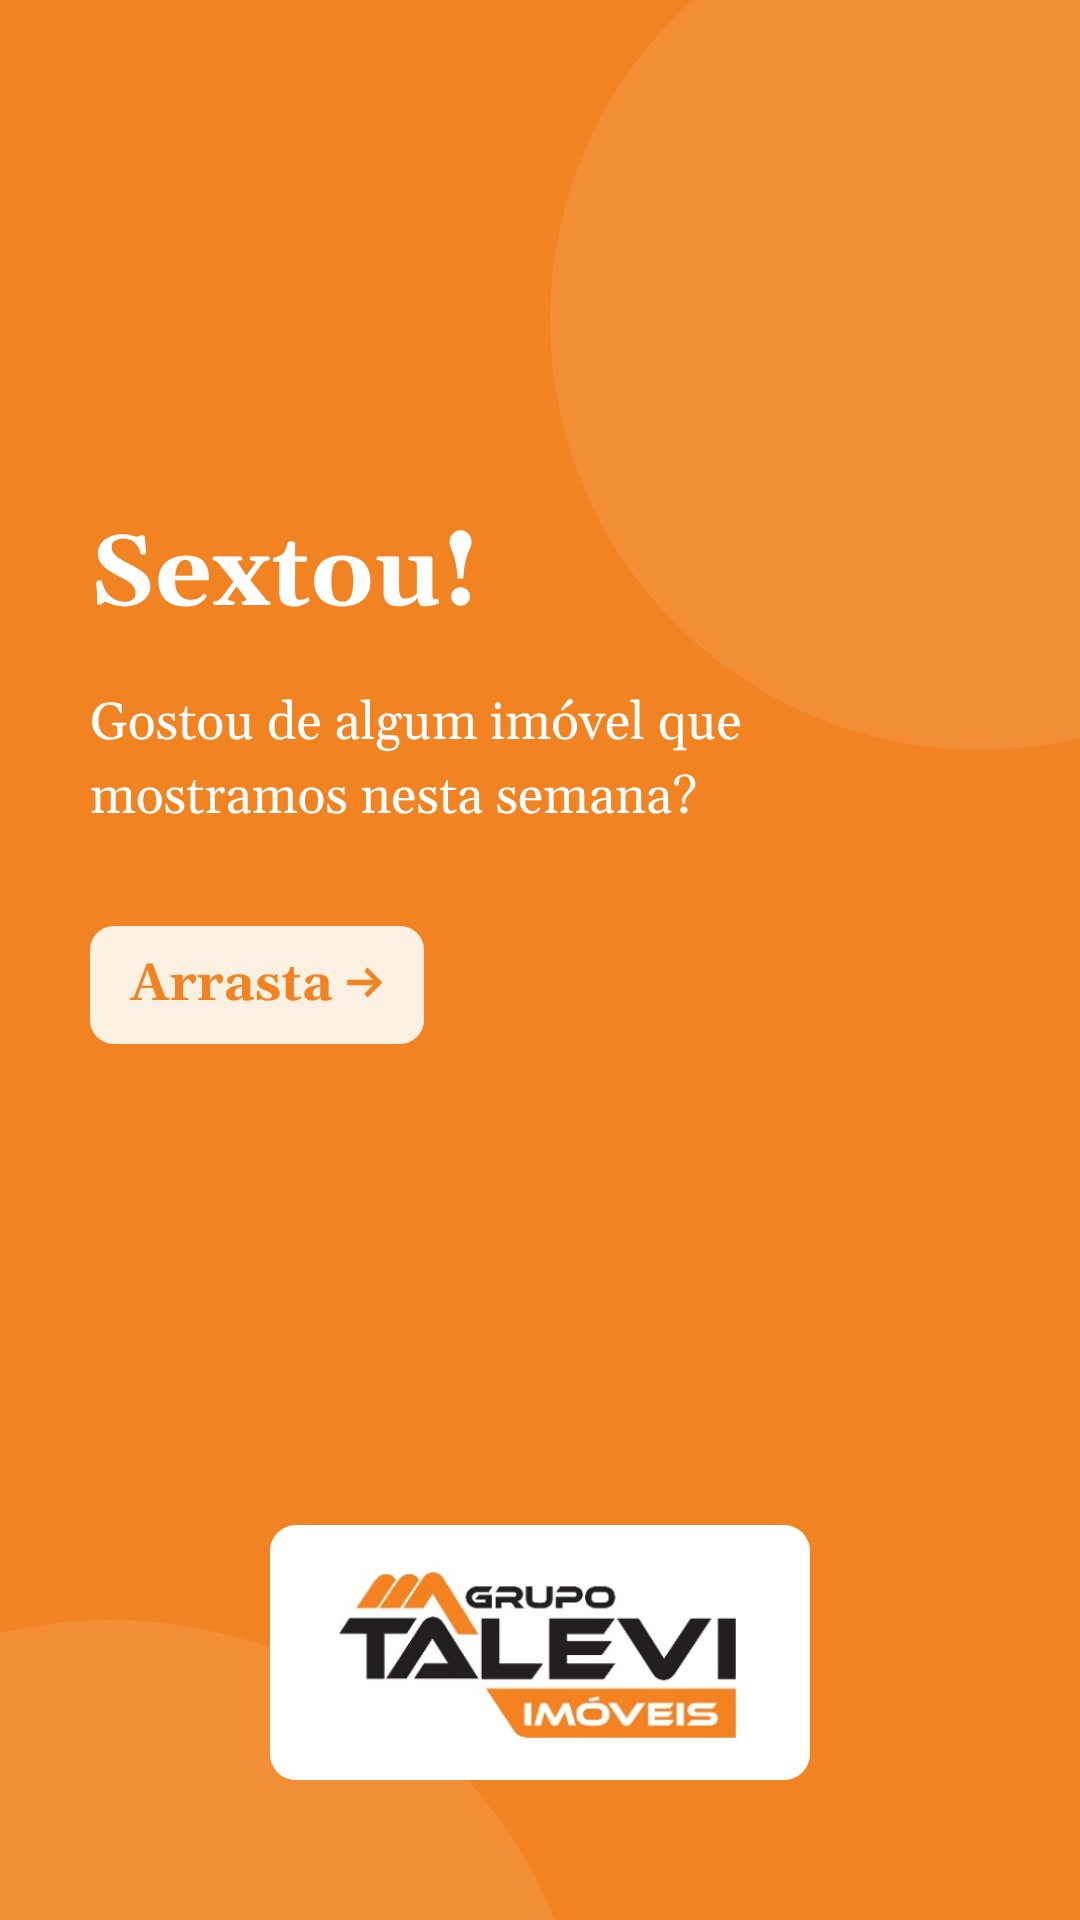 Sextou!
Gostou de algum imóvel que
mostramos nesta semana?
Arrasta →
GRUPO
TALEVI
IMÓVEIS